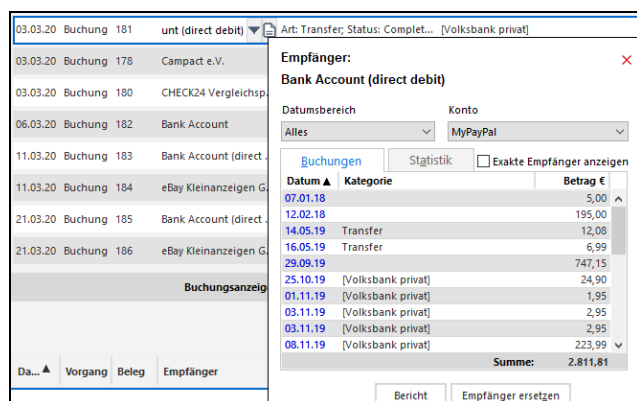 03.03.20 Buchung 181 unt (direct debit) Art: Transfer; Status: Complet... [Volksbank privat]
03.03.20 Buchung 178 Campact e.V.
03.03.20 Buchung 180 CHECK24 Vergleichsp.
06.03.20 Buchung 182 Bank Account
11.03.20 Buchung 183 Bank Account (direct .
11.03.20 Buchung 184 eBay Kleinanzeigen G.
21.03.20 Buchung 185 Bank Account (direct .
21.03.20 Buchung 186 eBay Kleinanzeigen G.
Buchungsanzeig
Da... Vorgang Beleg Empfänger
Empfänger:
Bank Account (direct debit)
Datumsbereich Konto
Alles MyPayPal
Buchungen Statistik Exakte Empfänger anzeigen
Datum Kategorie Betrag €
07.01.18 5,00
12.02.18 195,00
14.05.19 Transfer 12,08
16.05.19 Transfer 6,99
29.09.19 747,15
25.10.19 [Volksbank privat] 24,90
01.11.19 [Volksbank privat] 1,95
03.11.19 [Volksbank privat] 2,95
03.11.19 [Volksbank privat] 2,95
08.11.19 [Volksbank privat] 223,99
Summe: 2.811,81
Bericht Empfänger ersetzen